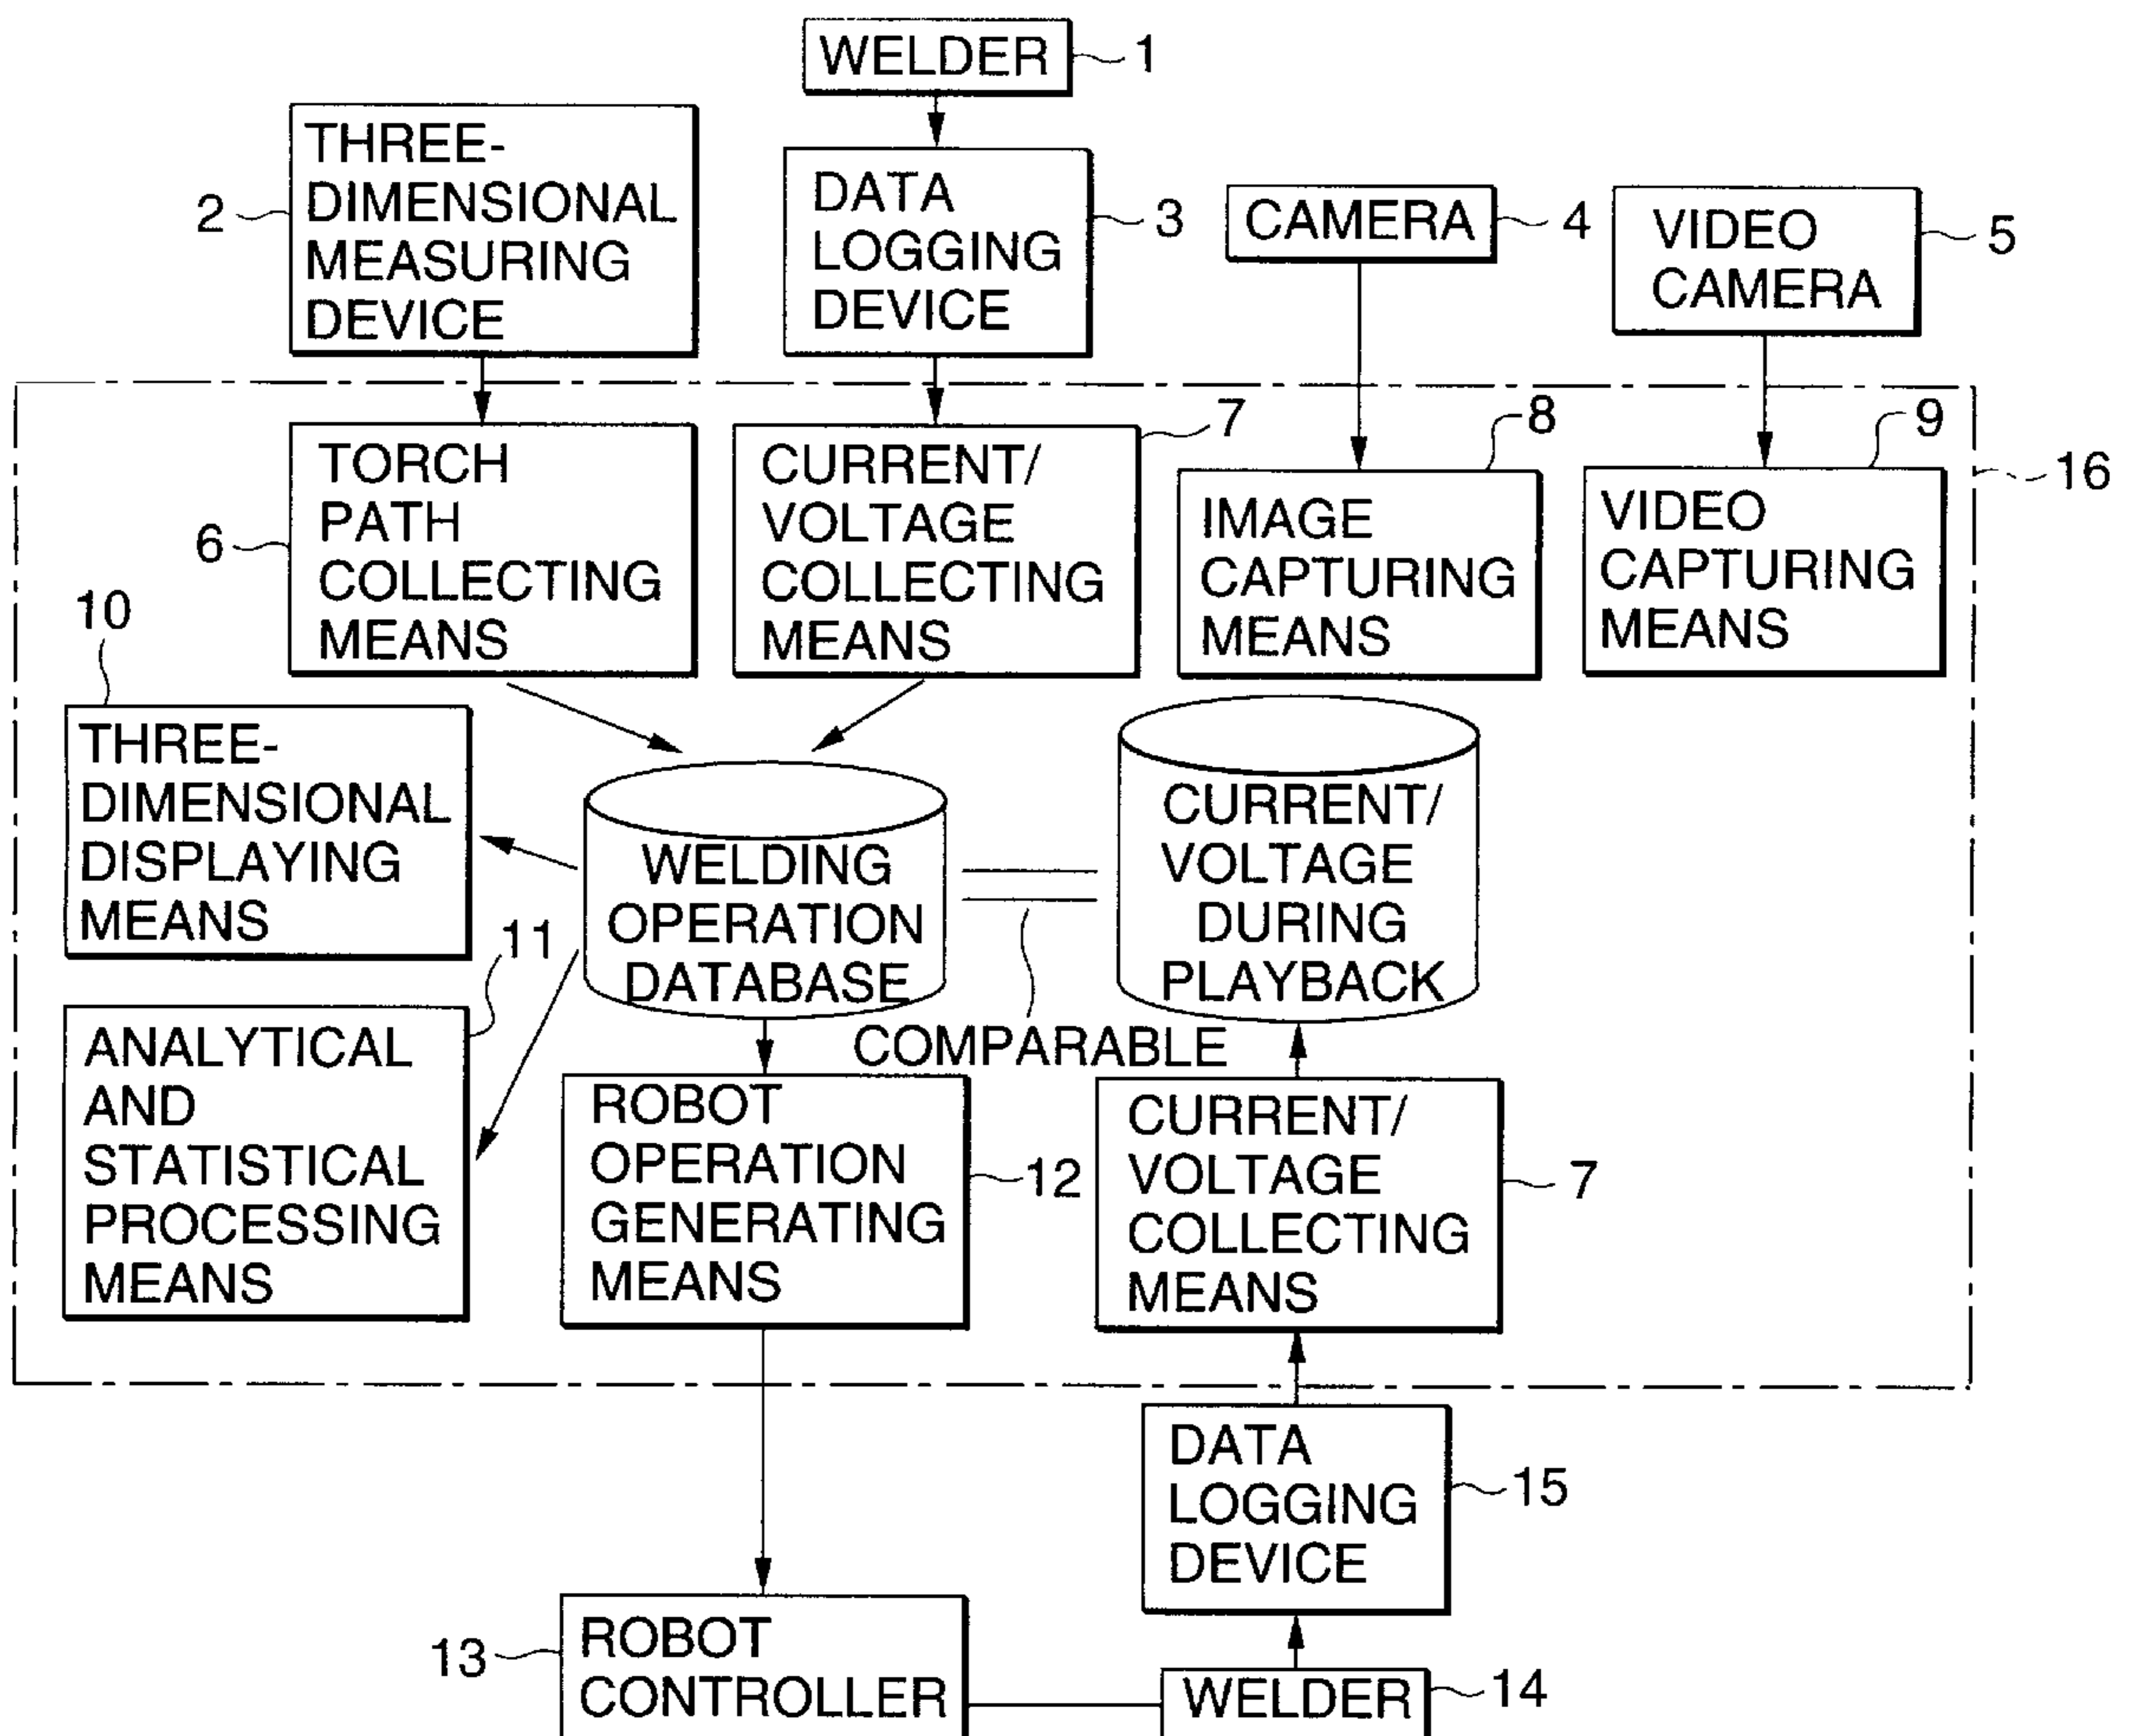 WELDER
1
THREE-
DIMENSIONAL
MEASURING
DEVICE
2
DATA
LOGGING
DEVICE
3
CAMERA
4
VIDEO
CAMERA
5
TORCH
PATH
COLLECTING
MEANS
6
CURRENT/
VOLTAGE
COLLECTING
MEANS
7
IMAGE
CAPTURING
MEANS
8
VIDEO
CAPTURING
MEANS
9
16
10
THREE-
DIMENSIONAL
DISPLAYING
MEANS
WELDING
OPERATION
DATABASE
CURRENT/
VOLTAGE
DURING
PLAYBACK
COMPARABLE
11
ANALYTICAL
AND
STATISTICAL
PROCESSING
MEANS
ROBOT
OPERATION
GENERATING
MEANS
12
CURRENT/
VOLTAGE
COLLECTING
MEANS
7
DATA
LOGGING
DEVICE
15
13
ROBOT
CONTROLLER
WELDER
14